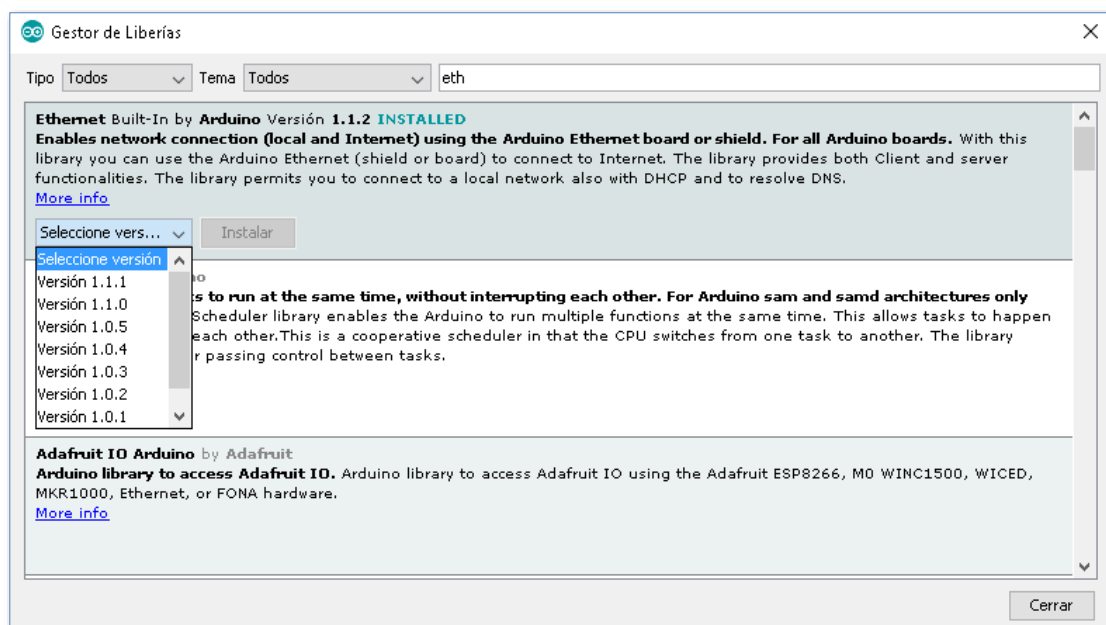 Gestor de Liberías
Tipo Todos Tema Todos eth
Ethernet Built-In by Arduino Versión 1.1.2 INSTALLED
Enables network connection (local and Internet) using the Arduino Ethernet board or shield. For all Arduino boards. With this
library you can use the Arduino Ethernet (shield or board) to connect to Internet. The library provides both Client and server
functionalities. The library permits you to connect to a local network also with DHCP and to resolve DNS.
More info
Seleccione vers... Instalar
Seleccione versión
Versión 1.1.1
Versión 1.1.0
Versión 1.0.5
Versión 1.0.4
Versión 1.0.3
Versión 1.0.2
Versión 1.0.1
to run at the same time, without interrupting each other. For Arduino sam and samd architectures only
Scheduler library enables the Arduino to run multiple functions at the same time. This allows tasks to happen
each other.This is a cooperative scheduler in that the CPU switches from one task to another. The library
r passing control between tasks.
Adafruit IO Arduino by Adafruit
Arduino library to access Adafruit IO. Arduino library to access Adafruit IO using the Adafruit ESP8266, M0 WINC1500, WICED,
MKR1000, Ethernet, or FONA hardware.
More info
Cerrar